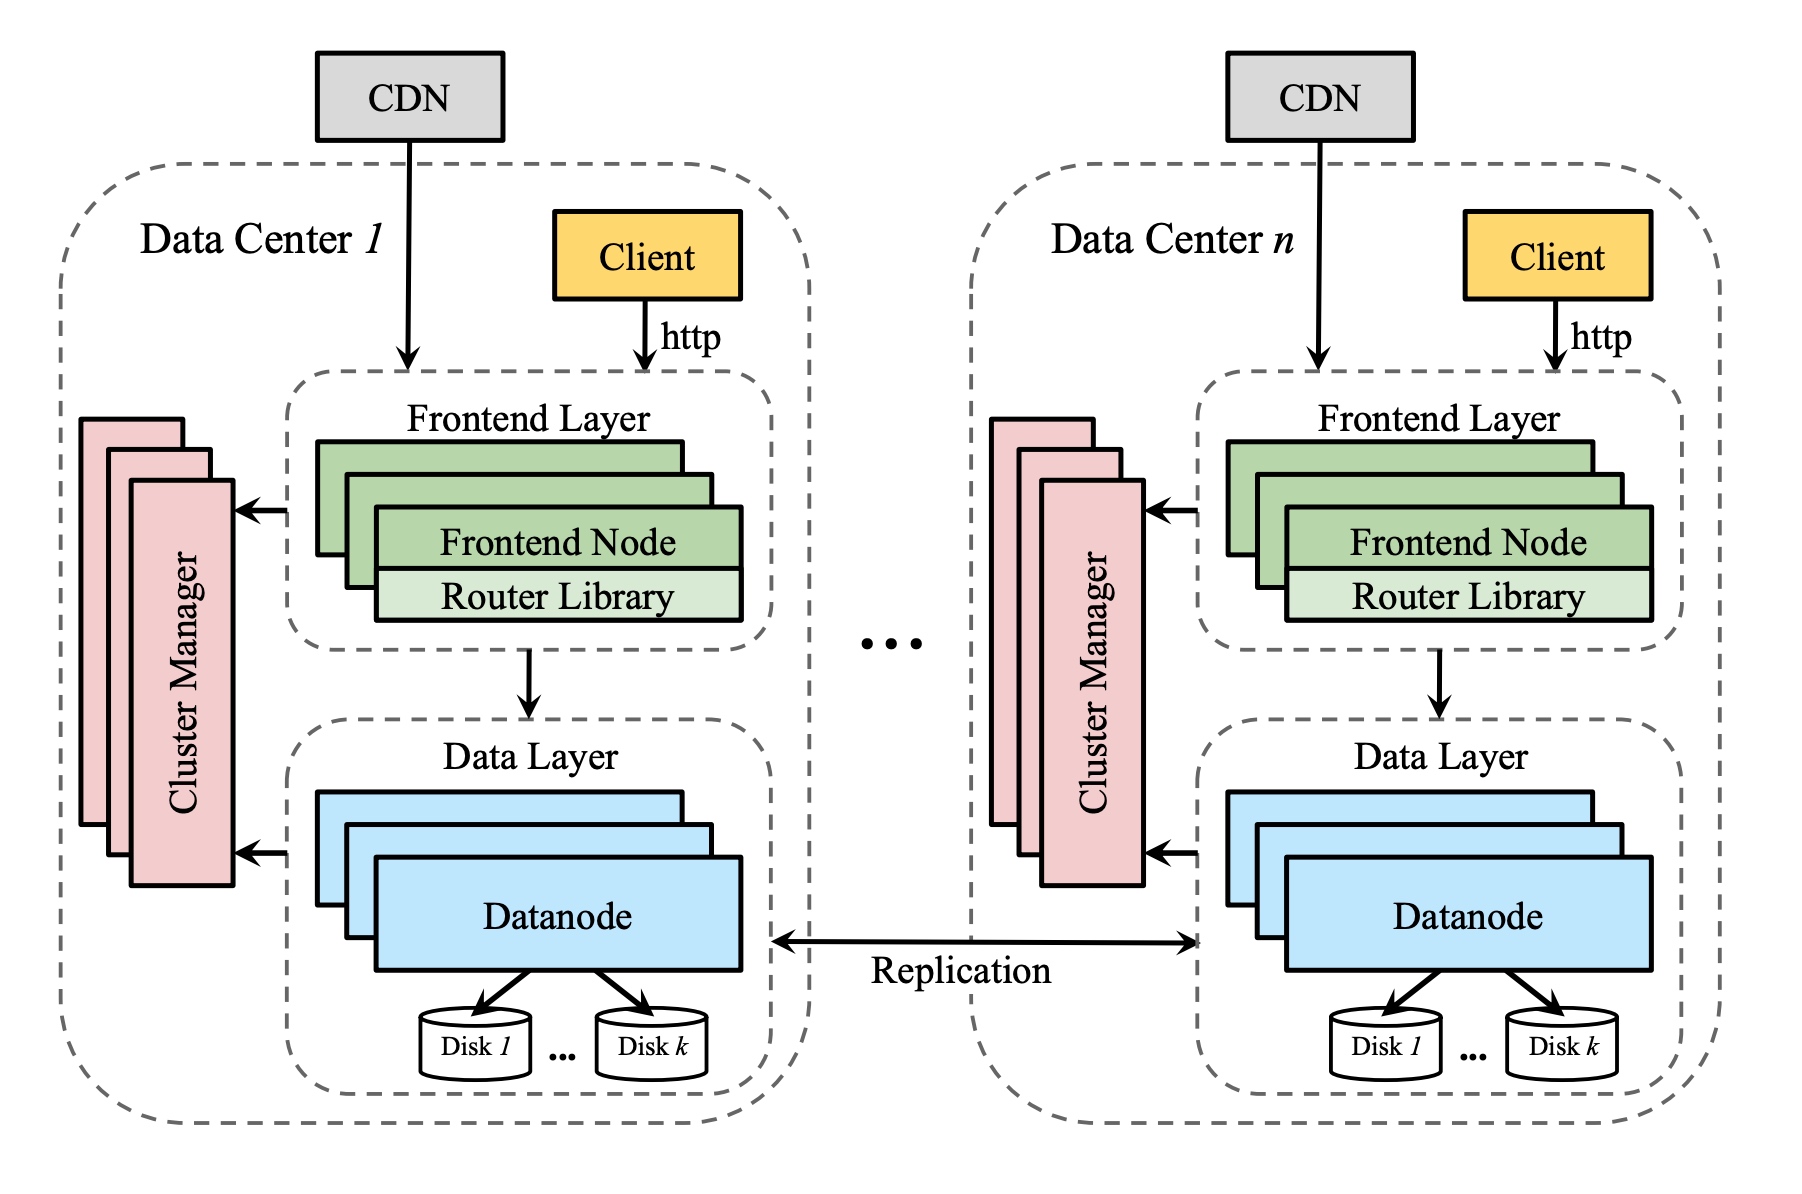 CDN
Data Center 1
Client
http
Frontend Layer
Frontend Node
Router Library
Cluster Manager
Data Layer
Datanode
Disk 1
...
Disk k
...
Replication
CDN
Data Center n
Client
http
Frontend Layer
Frontend Node
Router Library
Cluster Manager
Data Layer
Datanode
Disk 1
...
Disk k